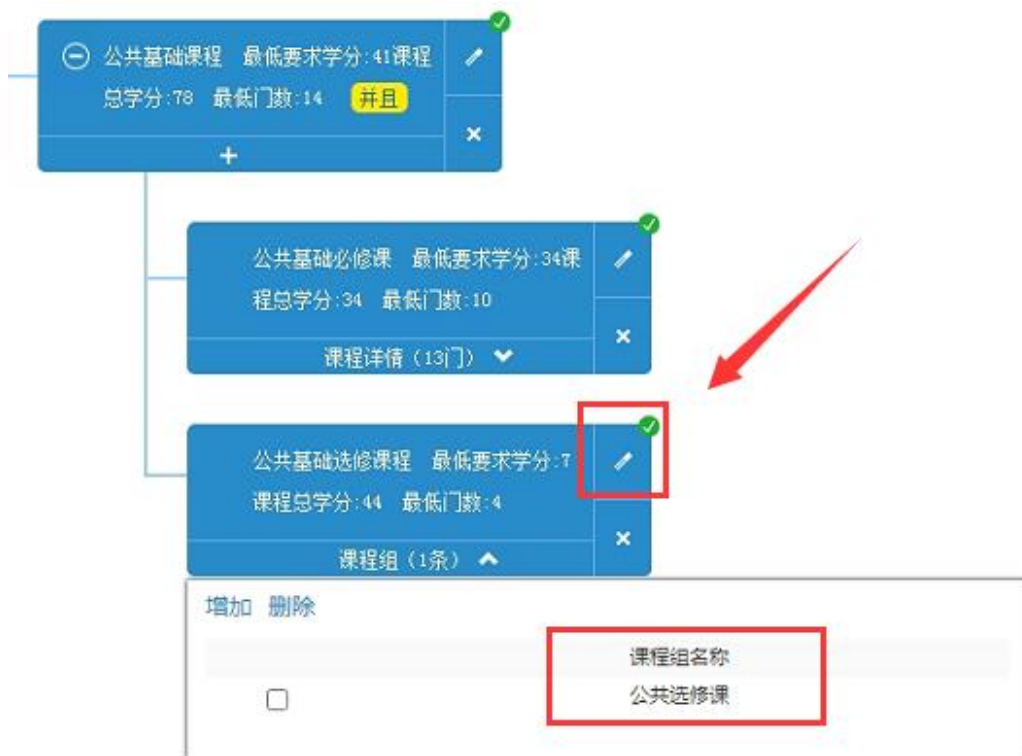 公共基础课程 最低要求学分:41课程
总学分:78 最低门数:14 并且
公共基础必修课 最低要求学分:34课
程总学分:34 最低门数:10
课程详情（13门）
公共基础选修课程 最低要求学分:7
课程总学分:44 最低门数:4
课程组（1条）
增加 删除
课程组名称
公共选修课